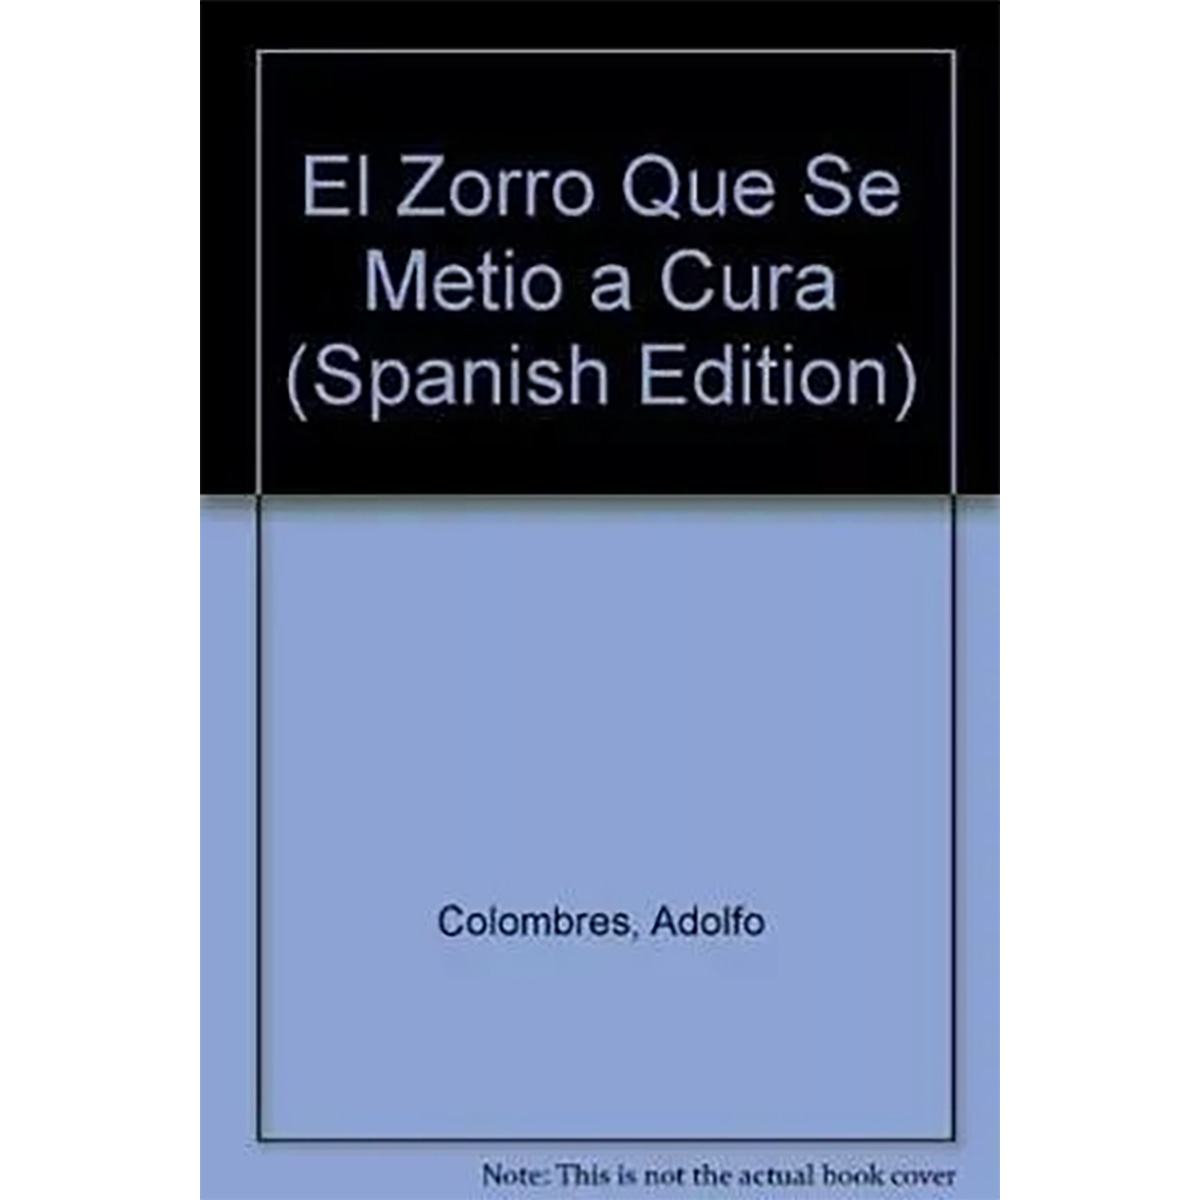 El Zorro Que Se
Metio a Cura
(Spanish Edition)
Colombres, Adolfo
Note: This is not the actual book cover